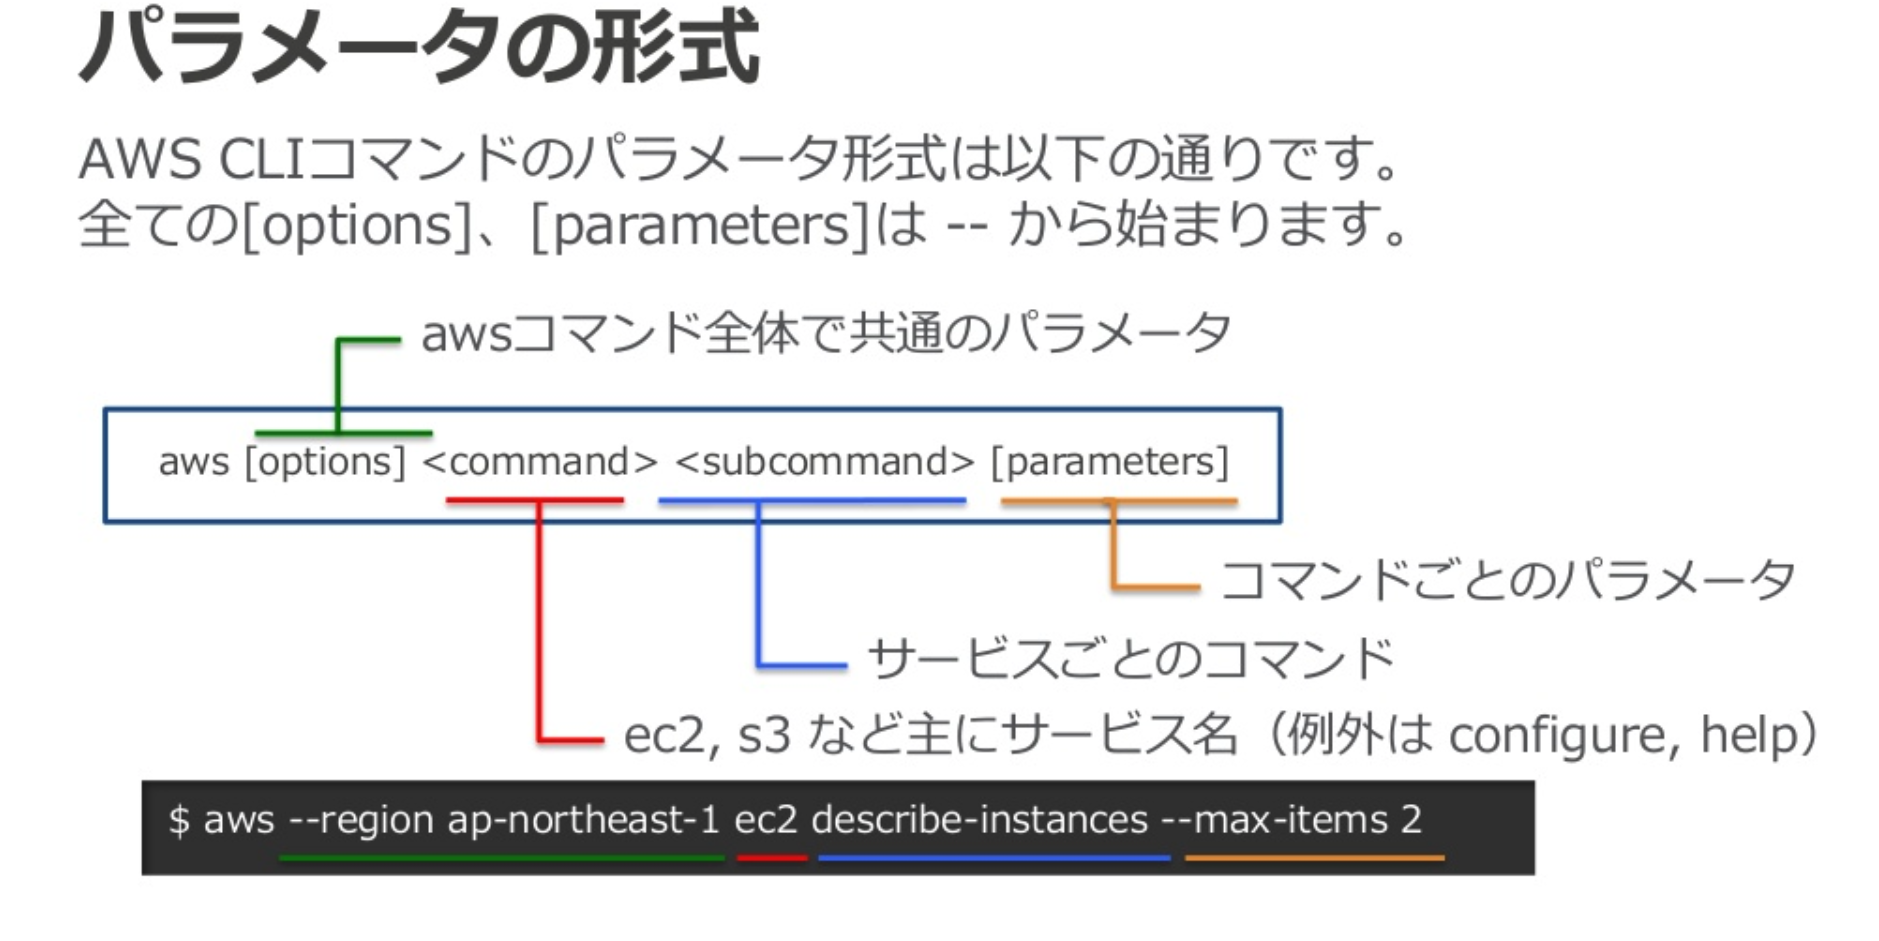 パラメータの形式
AWS CLIコマンドのパラメータ形式は以下の通りです。
全ての[options]、[parameters]は -- から始まります。
awsコマンド全体で共通のパラメータ
aws [options] <command> <subcommand> [parameters]
コマンドごとのパラメータ
サービスごとのコマンド
ec2, s3 など主にサービス名（例外は configure, help）
$ aws --region ap-northeast-1 ec2 describe-instances --max-items 2